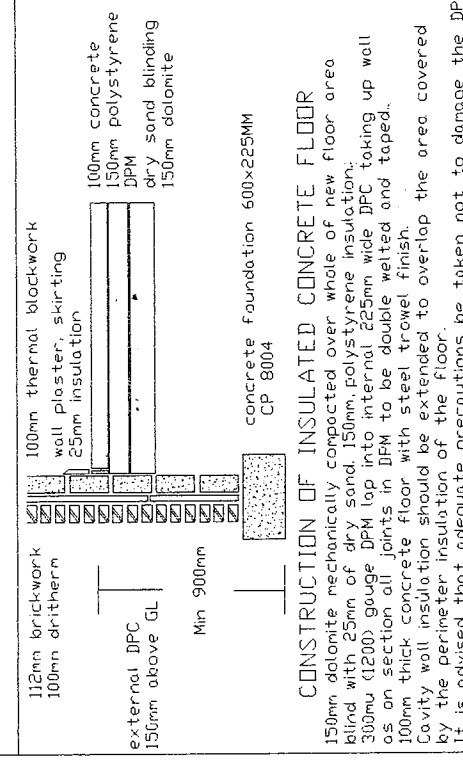 112mm brickwork
100mm dritherm
100mm thermal blockwork
wall plaster, skirting
25mm insulation
100mm concrete
150mm polystyrene
DPM
dry sand blinding
150mm dolomite
external DPC
150mm above GL
Min 900mm
concrete foundation 600x225MM
CP 8004
CONSTRUCTION OF INSULATED CONCRETE FLOOR
150mm dolomite mechanically compacted over whole of new floor area
blind with 25mm of dry sand. 150mm, polystyrene insulation.
300mu (1200) gauge DPM lap into internal 225mm wide DPC taking up wall
as on section all joints in DPM to be double welted and taped.
100mm thick concrete floor with steel trowel finish.
Cavity wall insulation should be extended to overlap the area covered
by the perimeter insulation of the floor.
It is advised that adequate precautions be taken not to damage the DP